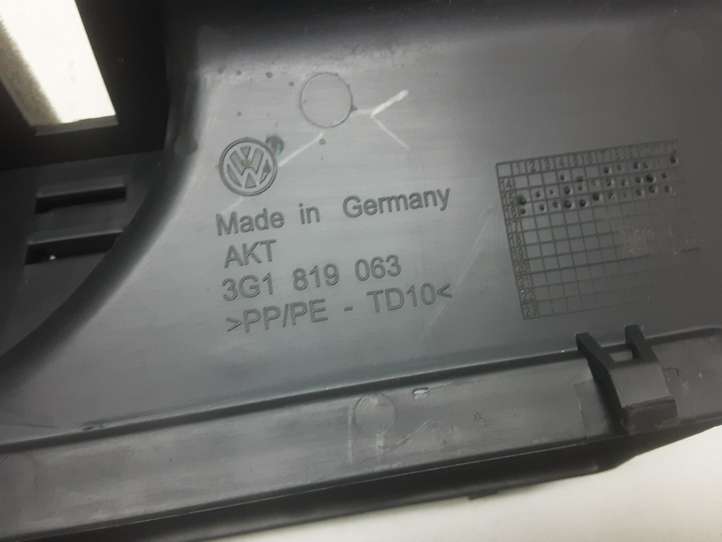 Made in Germany
AKT
3G1 819 063
>PP/PE - TD10<